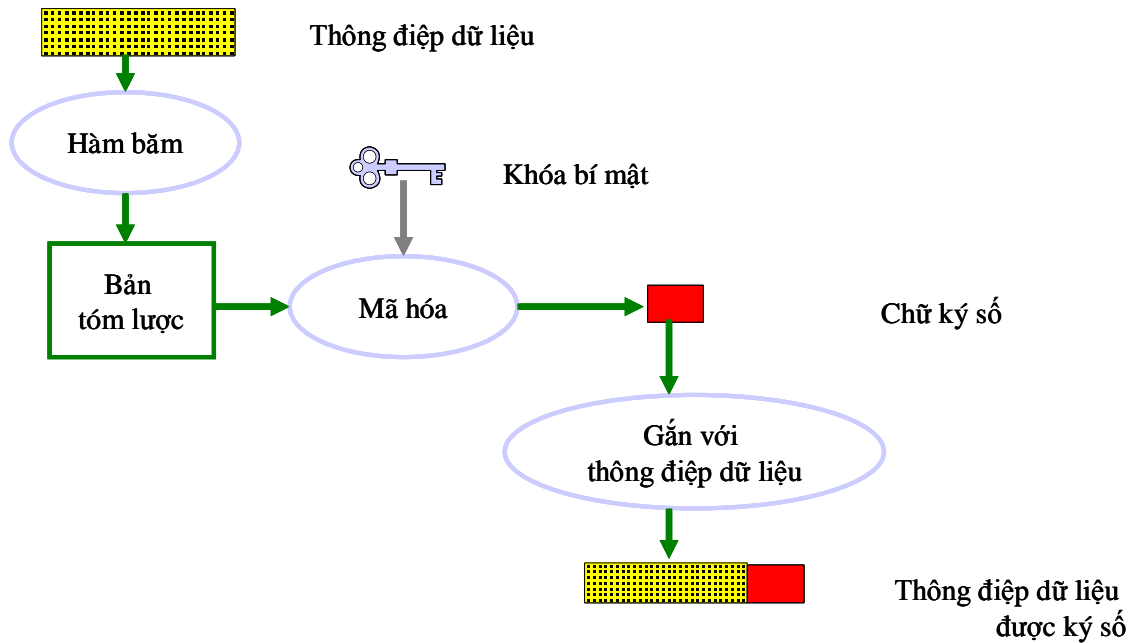 Thông điệp dữ liệu
Hàm băm
Khóa bí mật
Bản
tóm lược
Mã hóa
Chữ ký số
Gắn với
thông điệp dữ liệu
Thông điệp dữ liệu
được ký số